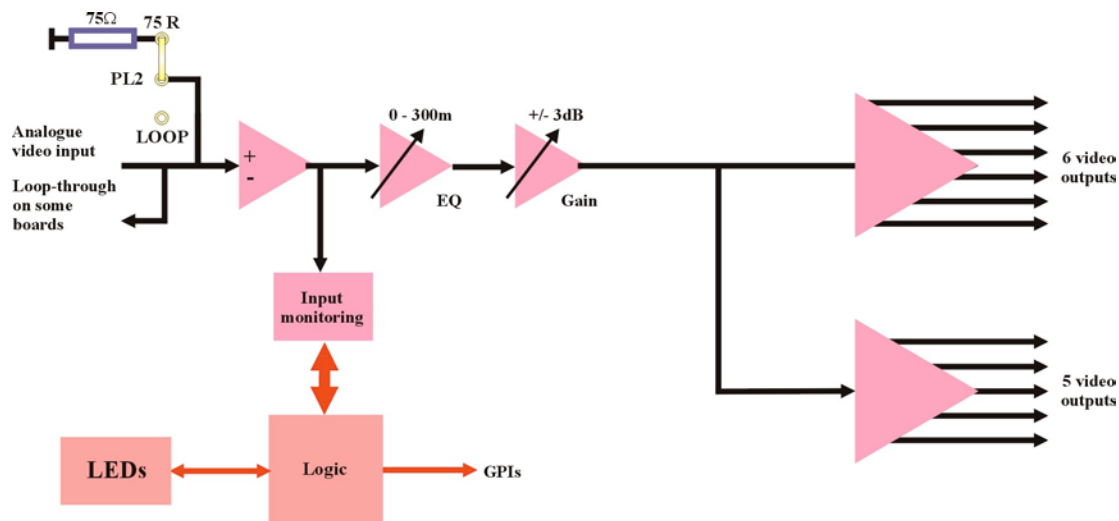 75Ω
75 R
PL2
LOOP
Analogue
video input
Loop-through
on some
boards
+
-
0 - 300m
EQ
+/- 3dB
Gain
6 video
outputs
Input
monitoring
5 video
outputs
LEDs
Logic
GPIs